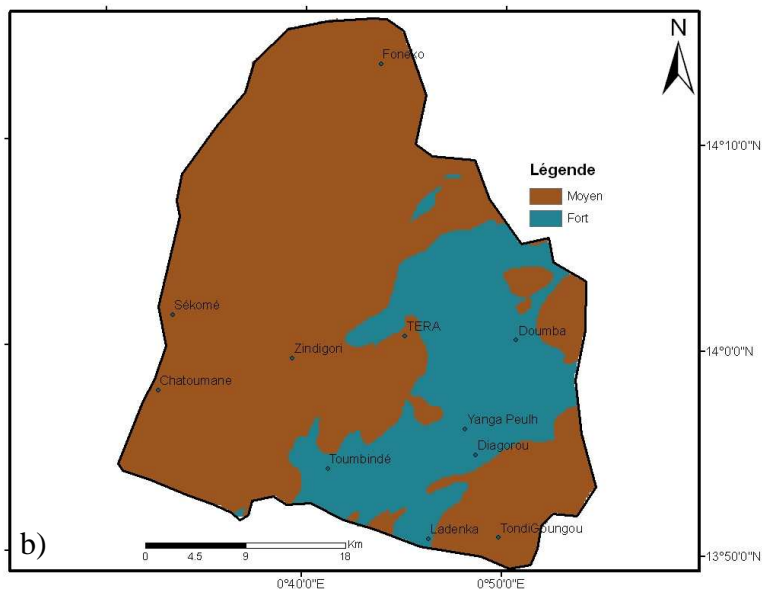 N
Foneko
14°10'0"N
Légende
Moyen
Fort
Sékomé
TERA
Doumba
Zindigori
14°0'0"N
Chatoumane
Yanga Peulh
Diagorou
Toumbindé
Ladenka
TondiGoungou
b)
Km
0 4.5 9 18
13°50'0"N
0°40'0"E 0°50'0"E